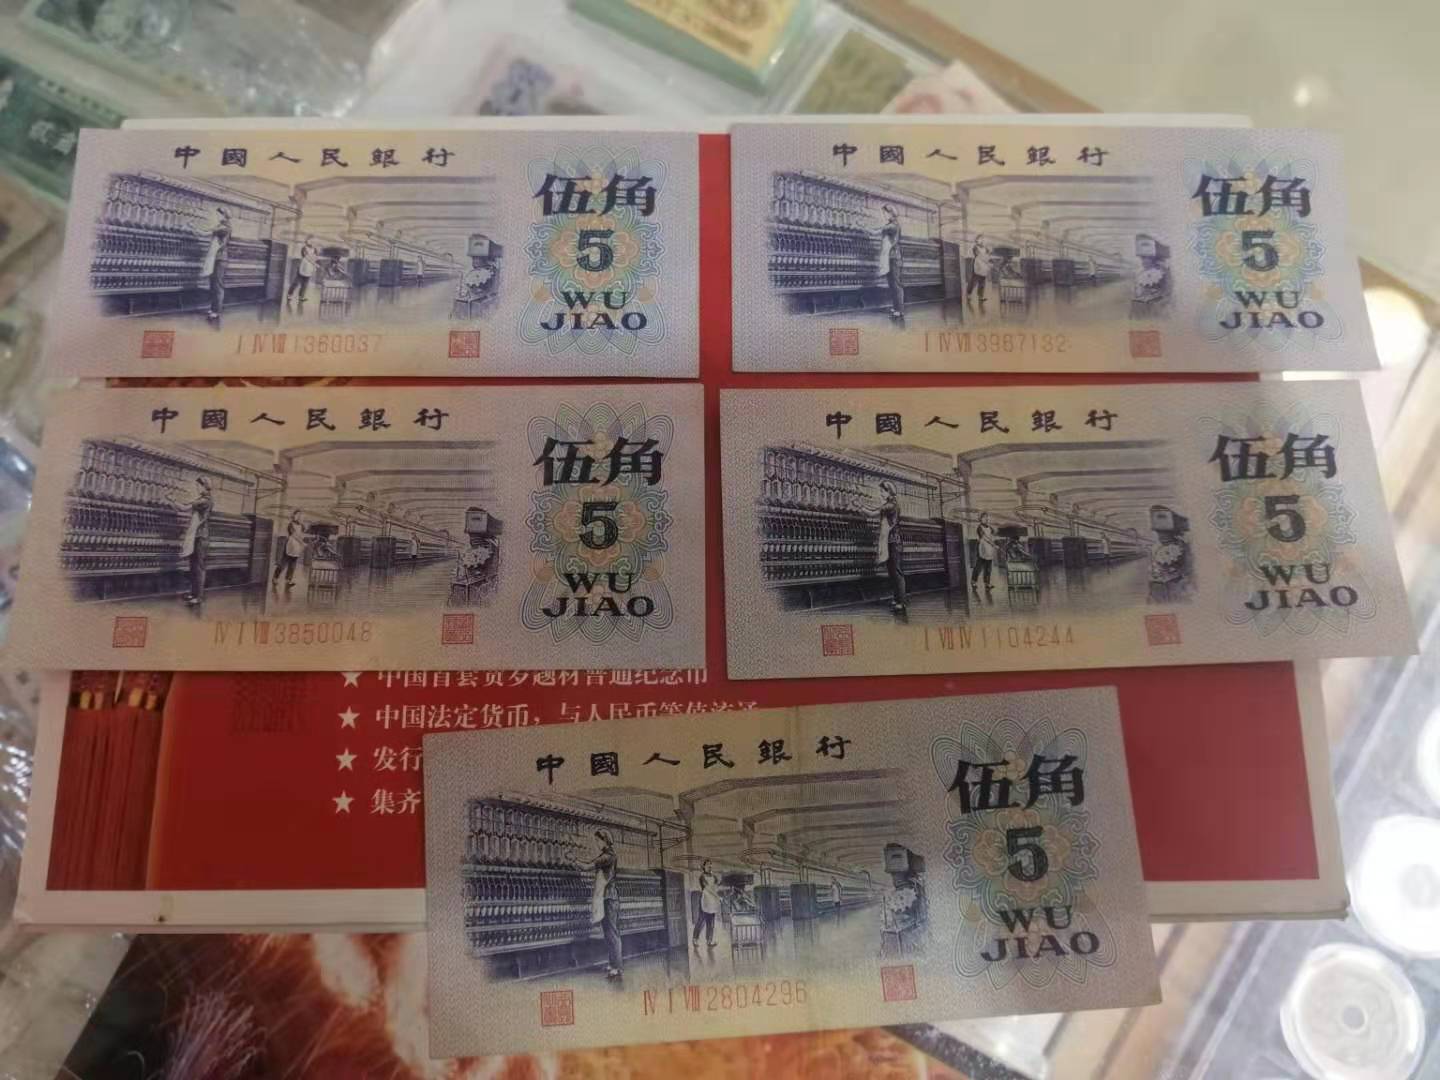 中國人民銀行
伍角
5
WU
JIAO
I IV VIII 1360037
中國人民銀行
伍角
5
WU
JIAO
I IV VII 3967132
中國人民銀行
伍角
5
WU
JIAO
IV I VIII 3850048
中國人民銀行
伍角
5
WU
JIAO
I VII IV 1104244
★ 中国首套贺岁题材普通纪念币
★ 中国法定货币，与人民币等值流通
★ 发行
★ 集齐
中國人民銀行
伍角
5
WU
JIAO
IV I VIII 2804296